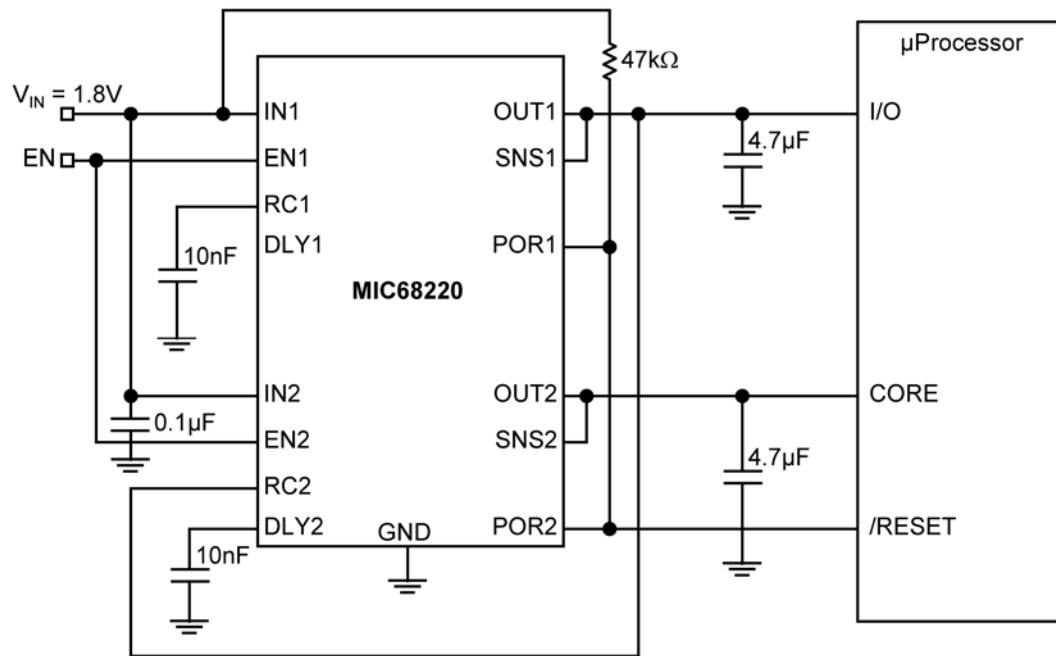 µProcessor
47kΩ
V_IN = 1.8V
IN1
OUT1
I/O
4.7µF
EN
EN1
SNS1
RC1
DLY1
POR1
10nF
MIC68220
IN2
OUT2
CORE
0.1µF
EN2
SNS2
4.7µF
RC2
DLY2
GND
POR2
/RESET
10nF